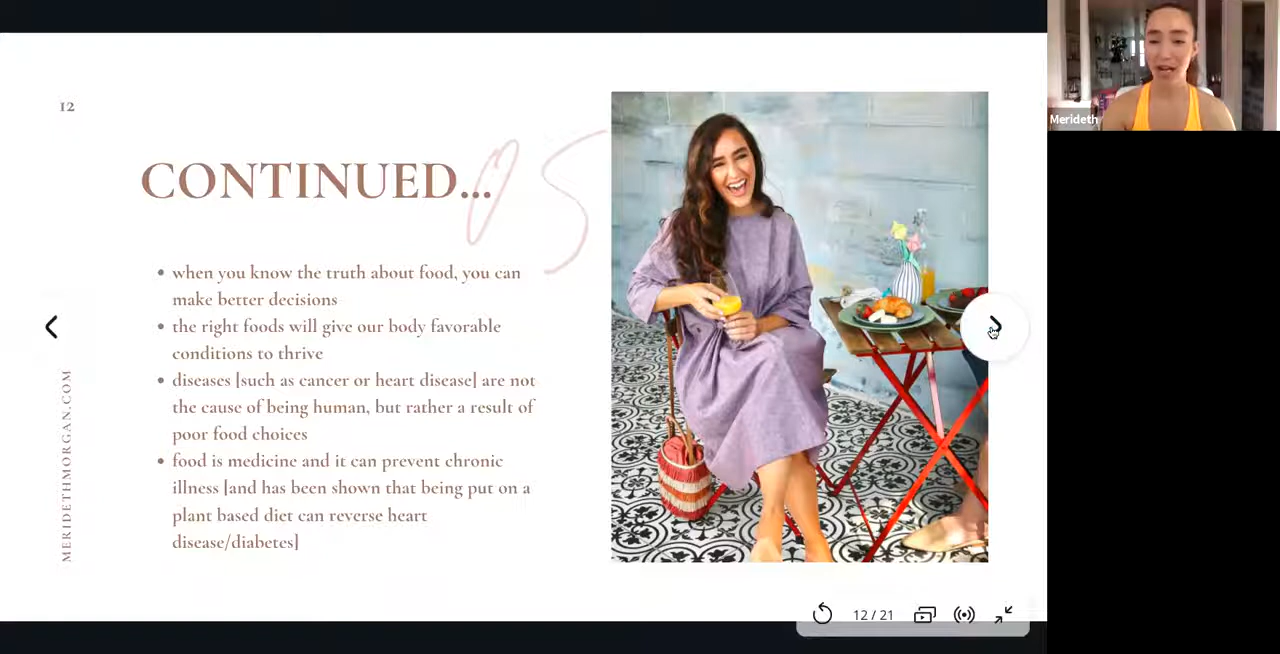 12
05
CONTINUED...
when you know the truth about food, you can
make better decisions
the right foods will give our body favorable
conditions to thrive
diseases [such as cancer or heart disease] are not
the cause of being human, but rather a result of
poor food choices
food is medicine and it can prevent chronic
illness [and has been shown that being put on a
plant based diet can reverse heart
disease/diabetes]
MERIDETHMORGAN.COM
12 / 21
Merideth